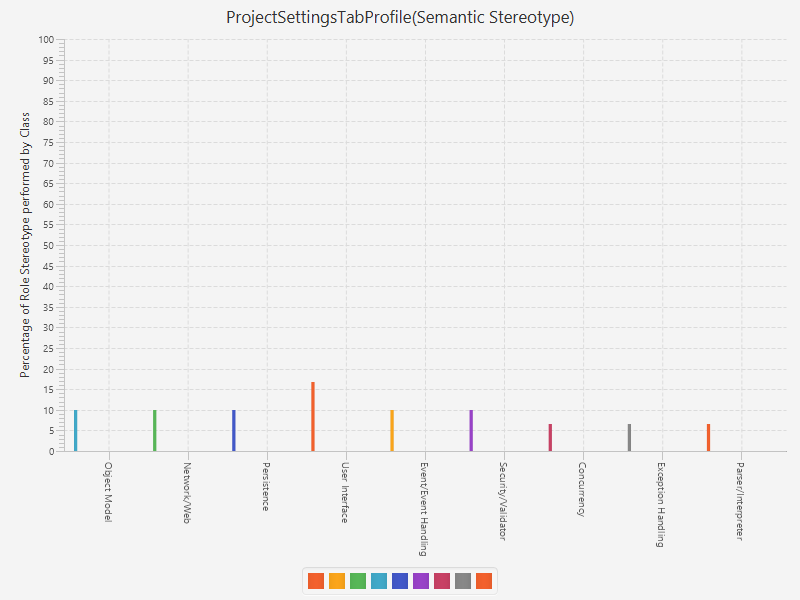 ProjectSettingsTabProfile(Semantic Stereotype)
Percentage of Role Stereotype performed by Class
100
95
90
85
80
75
70
65
60
55
50
45
40
35
30
25
20
15
10
5
0
Object Model
Network/Web
Persistence
User Interface
Event/Event Handling
Security/Validator
Concurrency
Exception Handling
Parser/Interpreter